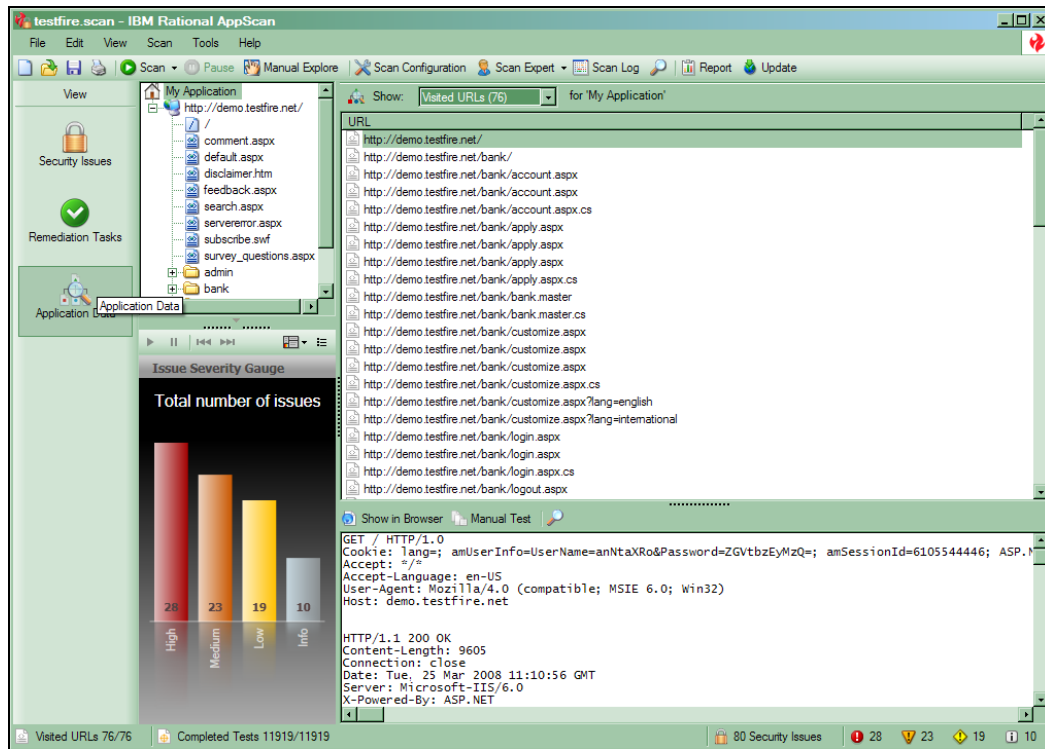 testfire.scan - IBM Rational AppScan
File Edit View Scan Tools Help
Scan Pause Manual Explore Scan Configuration Scan Expert Scan Log Report Update
View
Security Issues
Remediation Tasks
Application Data
Application Data
My Application
http://demo.testfire.net/
/
comment.aspx
default.aspx
disclaimer.htm
feedback.aspx
search.aspx
servererror.aspx
subscribe.swf
survey_questions.aspx
admin
bank
Issue Severity Gauge
Total number of issues
28 23 19 10
High Medium Low Info
Show: Visited URLs (76) for 'My Application'
URL
http://demo.testfire.net/
http://demo.testfire.net/bank/
http://demo.testfire.net/bank/account.aspx
http://demo.testfire.net/bank/account.aspx
http://demo.testfire.net/bank/account.aspx.cs
http://demo.testfire.net/bank/apply.aspx
http://demo.testfire.net/bank/apply.aspx
http://demo.testfire.net/bank/apply.aspx
http://demo.testfire.net/bank/apply.aspx.cs
http://demo.testfire.net/bank/bank.master
http://demo.testfire.net/bank/bank.master.cs
http://demo.testfire.net/bank/customize.aspx
http://demo.testfire.net/bank/customize.aspx
http://demo.testfire.net/bank/customize.aspx
http://demo.testfire.net/bank/customize.aspx.cs
http://demo.testfire.net/bank/customize.aspx?lang=english
http://demo.testfire.net/bank/customize.aspx?lang=international
http://demo.testfire.net/bank/login.aspx
http://demo.testfire.net/bank/login.aspx
http://demo.testfire.net/bank/login.aspx.cs
http://demo.testfire.net/bank/logout.aspx
Show in Browser Manual Test
GET / HTTP/1.0
Cookie: lang=; amUserInfo=UserName=anNtaXRo&Password=ZGVtbzEyMzQ=; amSessionId=6105544446; ASP.N
Accept: */*
Accept-Language: en-US
User-Agent: Mozilla/4.0 (compatible; MSIE 6.0; Win32)
Host: demo.testfire.net
HTTP/1.1 200 OK
Content-Length: 9605
Connection: close
Date: Tue, 25 Mar 2008 11:10:56 GMT
Server: Microsoft-IIS/6.0
X-Powered-By: ASP.NET
Visited URLs 76/76 Completed Tests 11919/11919 80 Security Issues 28 23 19 10